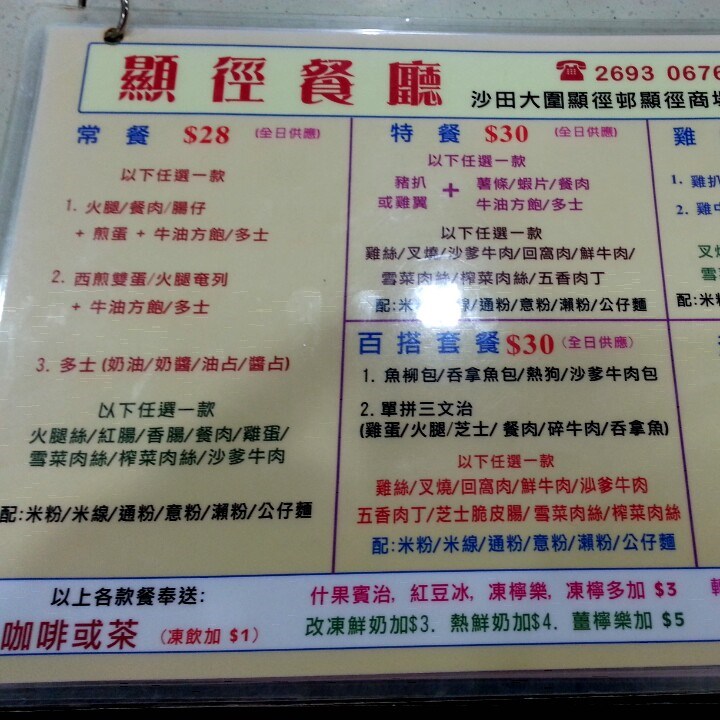 顯徑餐廳
☎2693 0676
沙田大圍顯徑邨顯徑商場
常餐 $28 (全日供應)
以下任選一款
1. 火腿/餐肉/腸仔
+ 煎蛋 + 牛油方飽/多士
2. 西煎雙蛋/火腿奄列
+ 牛油方飽/多士
3. 多士 (奶油/奶醬/油占/醬占)
以下任選一款
火腿絲/紅腸/香腸/餐肉/雞蛋/
雪菜肉絲/榨菜肉絲/沙爹牛肉
配:米粉/米線/通粉/意粉/瀨粉/公仔麵
特餐 $30 (全日供應)
以下任選一款
豬扒 + 薯條/蝦片/餐肉
或雞翼 牛油方飽/多士
以下任選一款
雞絲/叉燒/沙爹牛肉/回窩肉/鮮牛肉/
雪菜肉絲/榨菜肉絲/五香肉丁
配:米 線/通粉/意粉/瀨粉/公仔麵
百搭套餐 $30 (全日供應)
1. 魚柳包/吞拿魚包/熱狗/沙爹牛肉包
2. 單拼三文治
(雞蛋/火腿/芝士/ 餐肉/碎牛肉/吞拿魚)
以下任選一款
雞絲/叉燒/回窩肉/鮮牛肉/沙爹牛肉
五香肉丁/芝士脆皮腸/雪菜肉絲/榨菜肉絲
配:米粉/米線/通粉/意粉/瀨粉/公仔麵
雞
1. 雞扒
2. 雞
叉燒
雪菜
配:米粉
以上各款餐奉送:
咖啡或茶 (凍飲加 $1)
什果賓治, 紅豆冰, 凍檸樂, 凍檸多加 $3
改凍鮮奶加$3. 熱鮮奶加$4. 薑檸樂加 $5